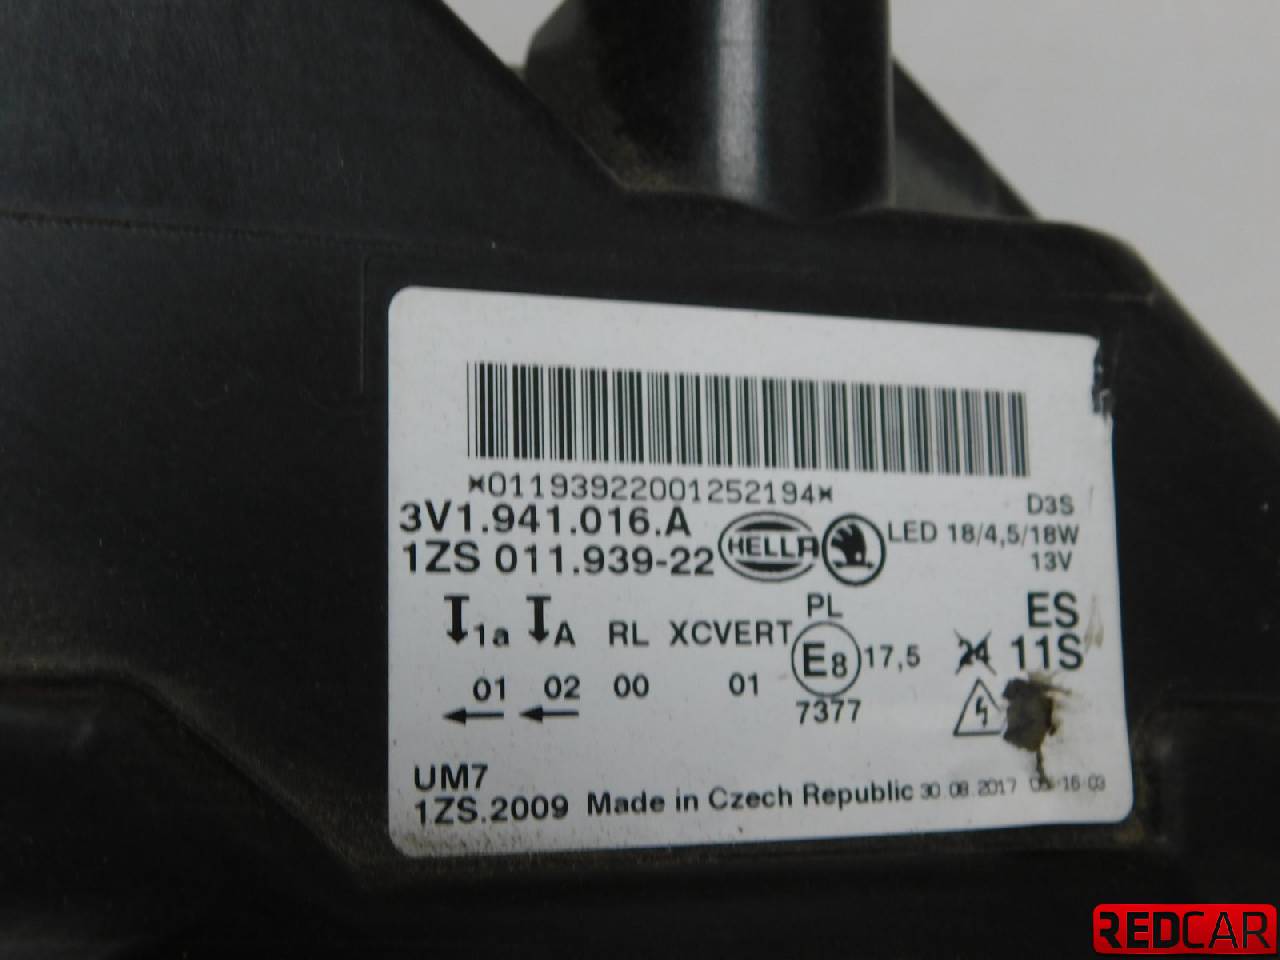 *011939220001252194*
3V1.941.016.A
1ZS 011.939-22
HELLA
D3S
LED 18/4,5/18W
13V
1a A RL XCVERT
01 02 00 01
PL
E8 17,5
7377
ES
24 11S
UM7
1ZS.2009 Made in Czech Republic 30.08.2017
REDCAR